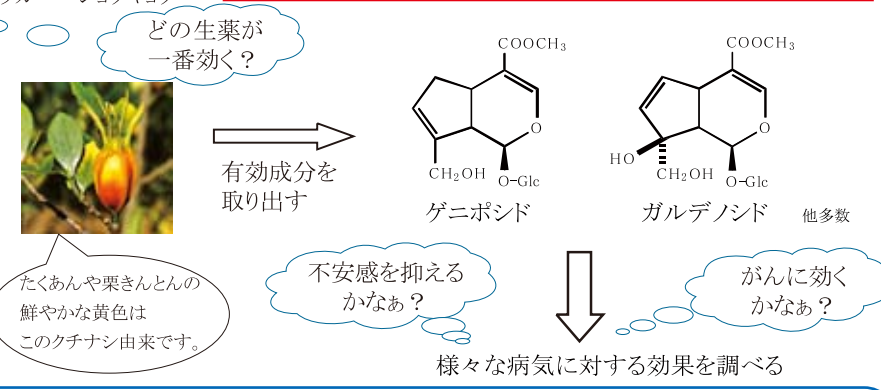 どの生薬が
一番効く？
有効成分を
取り出す
COOCH3
O
CH2OH
O-Glc
ゲニポシド
COOCH3
O
HO
CH2OH
O-Glc
ガルデノシド
他多数
たくあんや栗きんとんの
鮮やかな黄色は
このクチナシ由来です。
不安感を抑える
かなぁ？
がんに効く
かなぁ？
様々な病気に対する効果を調べる